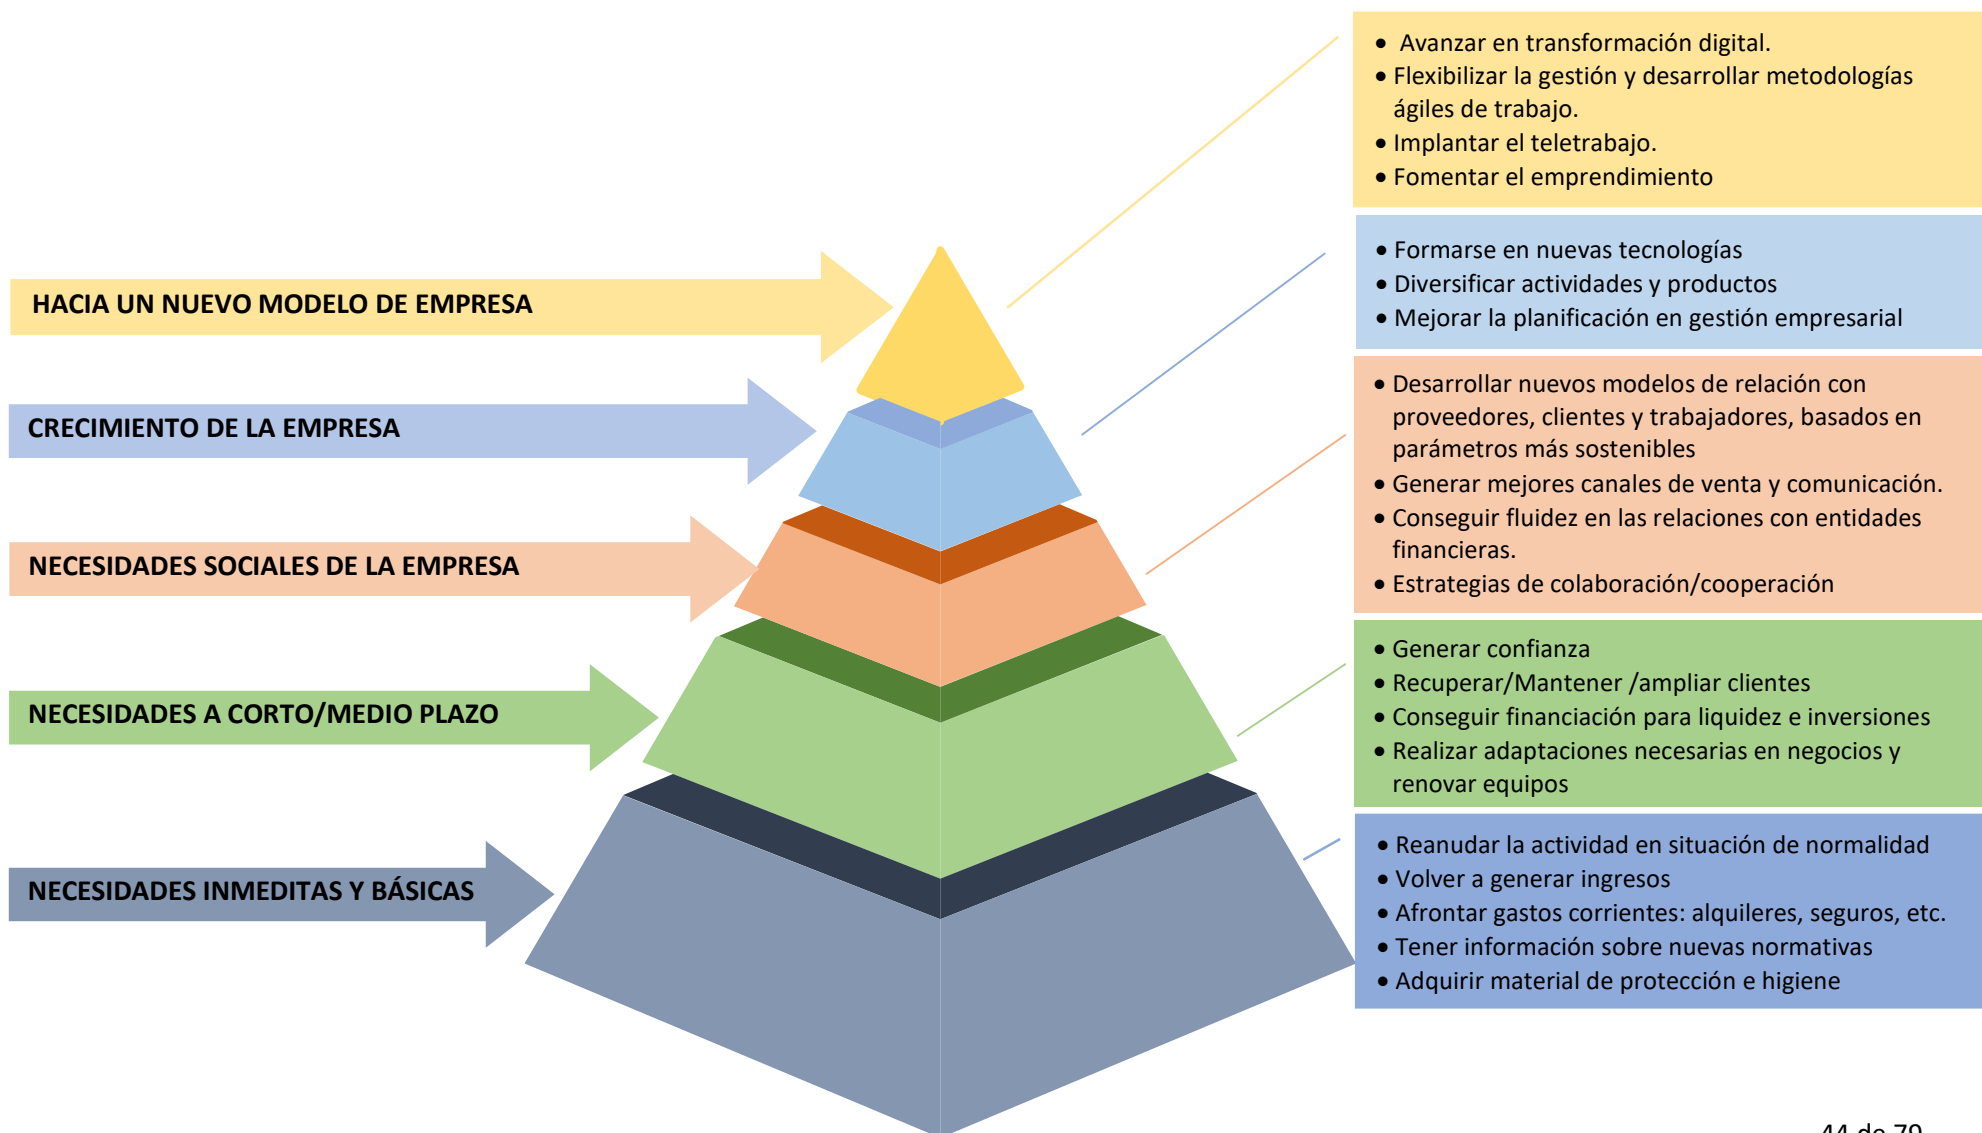 • Avanzar en transformación digital.
• Flexibilizar la gestión y desarrollar metodologías
ágiles de trabajo.
• Implantar el teletrabajo.
• Fomentar el emprendimiento
HACIA UN NUEVO MODELO DE EMPRESA
• Formarse en nuevas tecnologías
• Diversificar actividades y productos
• Mejorar la planificación en gestión empresarial
CRECIMIENTO DE LA EMPRESA
• Desarrollar nuevos modelos de relación con
proveedores, clientes y trabajadores, basados en
parámetros más sostenibles
• Generar mejores canales de venta y comunicación.
• Conseguir fluidez en las relaciones con entidades
financieras.
• Estrategias de colaboración/cooperación
NECESIDADES SOCIALES DE LA EMPRESA
• Generar confianza
• Recuperar/Mantener /ampliar clientes
• Conseguir financiación para liquidez e inversiones
• Realizar adaptaciones necesarias en negocios y
renovar equipos
NECESIDADES A CORTO/MEDIO PLAZO
• Reanudar la actividad en situación de normalidad
• Volver a generar ingresos
• Afrontar gastos corrientes: alquileres, seguros, etc.
• Tener información sobre nuevas normativas
• Adquirir material de protección e higiene
NECESIDADES INMEDITAS Y BÁSICAS
44 de 79